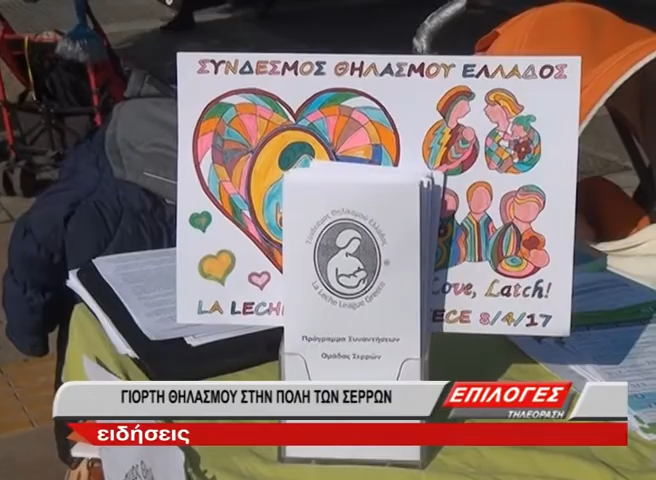 ΣΥΝΔΕΣΜΟΣ ΘΗΛΑΣΜΟΥ ΕΛΛΑΔΟΣ
Σύνδεσμος Θηλασμού Ελλάδος
La Leche League Greece
®
Love, Latch!
LA LECHE
ECE 8/4/17
Πρόγραμμα Συναντήσεων
Ομάδας Σερρών
ΓΙΟΡΤΗ ΘΗΛΑΣΜΟΥ ΣΤΗΝ ΠΟΛΗ ΤΩΝ ΣΕΡΡΩΝ
ΕΠΙΛΟΓΕΣ
ΤΗΛΕΟΡΑΣΗ
ειδήσεις